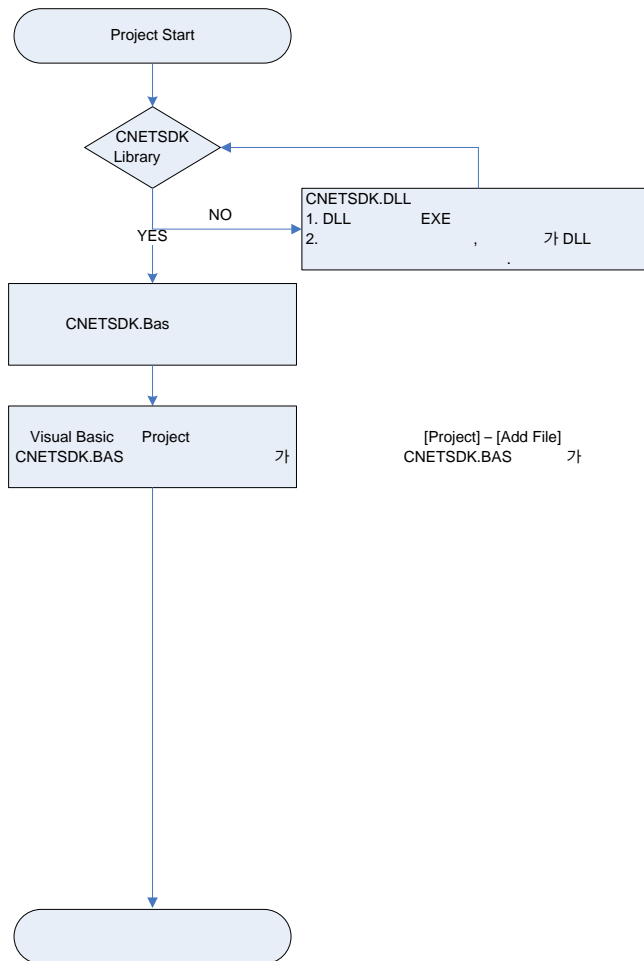 Project Start
CNETSDK
Library
NO
YES
CNETSDK.DLL
1. DLL EXE
2. , 가 DLL
.
CNETSDK.Bas
Visual Basic Project
CNETSDK.BAS 가
[Project] – [Add File]
CNETSDK.BAS 가